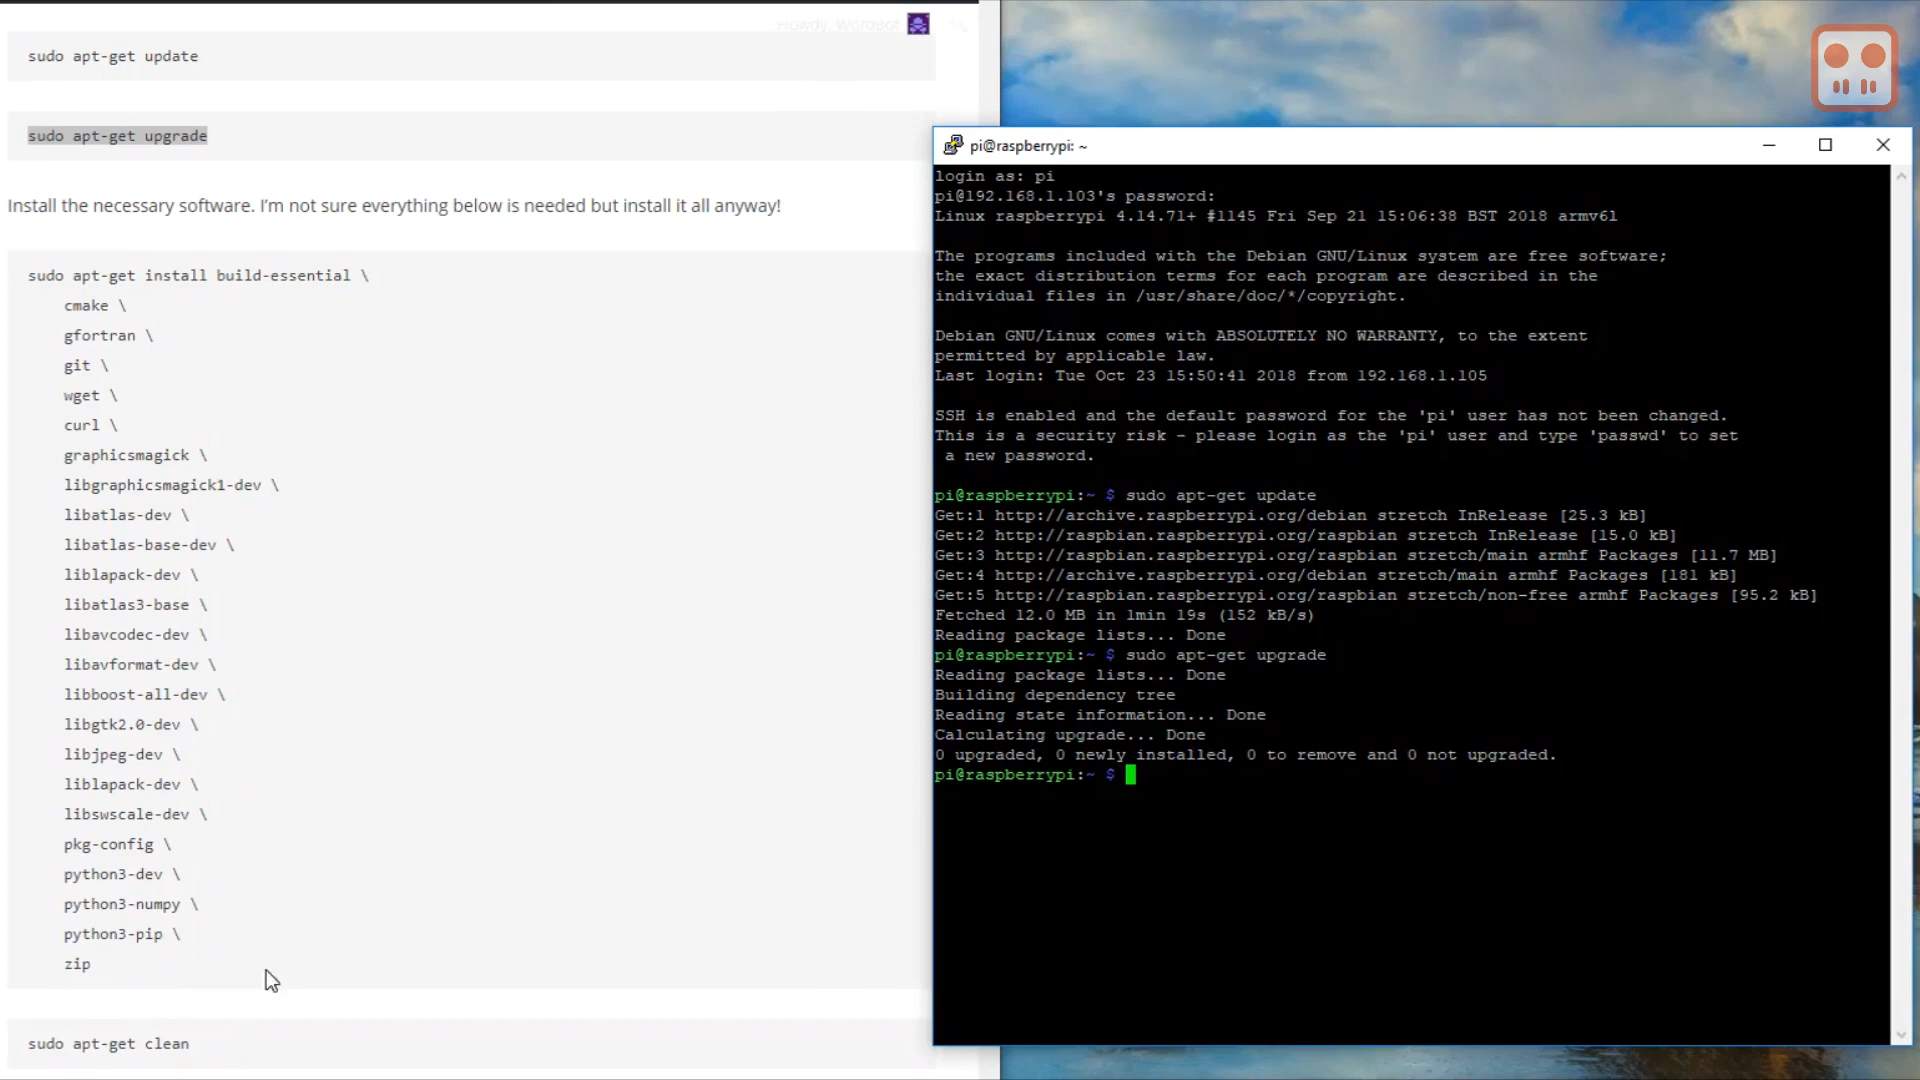 Howdy, WordBot
sudo apt-get update
sudo apt-get upgrade
Install the necessary software. I'm not sure everything below is needed but install it all anyway!
sudo apt-get install build-essential \
cmake \
gfortran \
git \
wget \
curl \
graphicsmagick \
libgraphicsmagick1-dev \
libatlas-dev \
libatlas-base-dev \
liblapack-dev \
libatlas3-base \
libavcodec-dev \
libavformat-dev \
libboost-all-dev \
libgtk2.0-dev \
libjpeg-dev \
liblapack-dev \
libswscale-dev \
pkg-config \
python3-dev \
python3-numpy \
python3-pip \
zip
sudo apt-get clean
pi@raspberrypi: ~
login as: pi
pi@192.168.1.103's password:
Linux raspberrypi 4.14.71+ #1145 Fri Sep 21 15:06:38 BST 2018 armv6l
The programs included with the Debian GNU/Linux system are free software;
the exact distribution terms for each program are described in the
individual files in /usr/share/doc/*/copyright.
Debian GNU/Linux comes with ABSOLUTELY NO WARRANTY, to the extent
permitted by applicable law.
Last login: Tue Oct 23 15:50:41 2018 from 192.168.1.105
SSH is enabled and the default password for the 'pi' user has not been changed.
This is a security risk - please login as the 'pi' user and type 'passwd' to set
a new password.
pi@raspberrypi:~ $ sudo apt-get update
Get:1 http://archive.raspberrypi.org/debian stretch InRelease [25.3 kB]
Get:2 http://raspbian.raspberrypi.org/raspbian stretch InRelease [15.0 kB]
Get:3 http://raspbian.raspberrypi.org/raspbian stretch/main armhf Packages [11.7 MB]
Get:4 http://archive.raspberrypi.org/debian stretch/main armhf Packages [181 kB]
Get:5 http://raspbian.raspberrypi.org/raspbian stretch/non-free armhf Packages [95.2 kB]
Fetched 12.0 MB in 1min 19s (152 kB/s)
Reading package lists... Done
pi@raspberrypi:~ $ sudo apt-get upgrade
Reading package lists... Done
Building dependency tree
Reading state information... Done
Calculating upgrade... Done
0 upgraded, 0 newly installed, 0 to remove and 0 not upgraded.
pi@raspberrypi:~ $